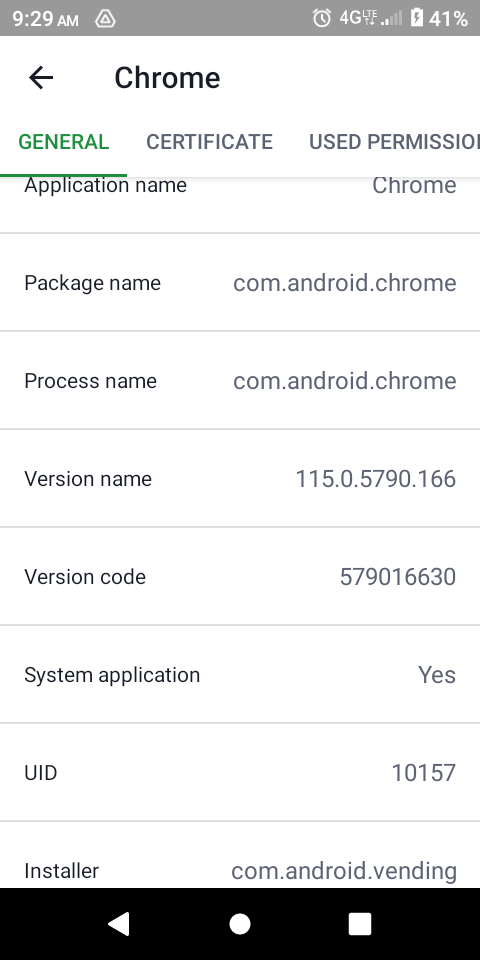 9:29 AM 4G LTE 41%
Chrome
GENERAL CERTIFICATE USED PERMISSIO
Application name Chrome
Package name com.android.chrome
Process name com.android.chrome
Version name 115.0.5790.166
Version code 579016630
System application Yes
UID 10157
Installer com.android.vending